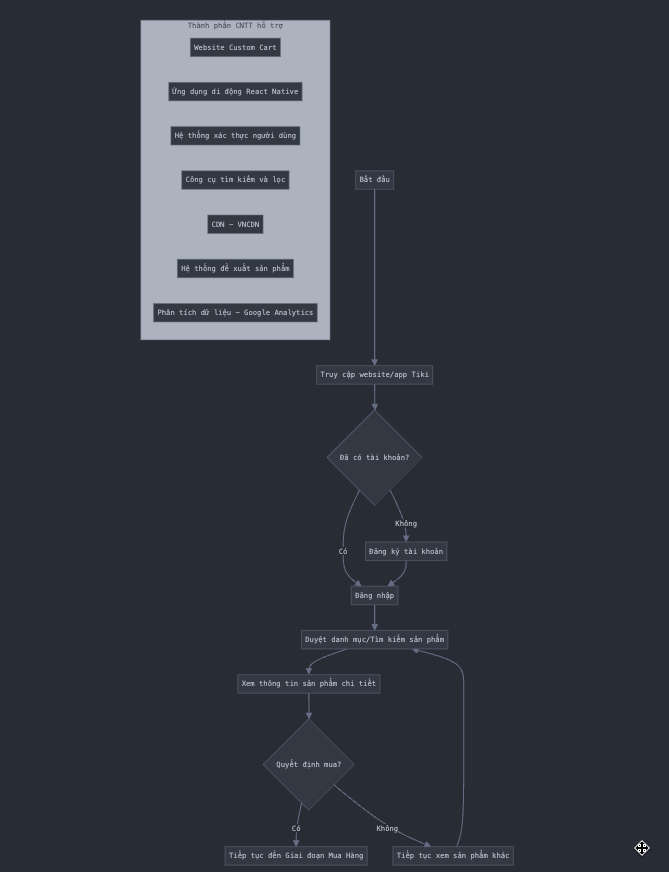 Thành phần CNTT hỗ trợ
Website Custom Cart
Ứng dụng di động React Native
Hệ thống xác thực người dùng
Công cụ tìm kiếm và lọc
CDN - VNCDN
Hệ thống đề xuất sản phẩm
Phân tích dữ liệu - Google Analytics
Bắt đầu
Truy cập website/app Tiki
Đã có tài khoản?
Không
Có
Đăng ký tài khoản
Đăng nhập
Duyệt danh mục/Tìm kiếm sản phẩm
Xem thông tin sản phẩm chi tiết
Quyết định mua?
Có
Không
Tiếp tục đến Giai đoạn Mua Hàng
Tiếp tục xem sản phẩm khác